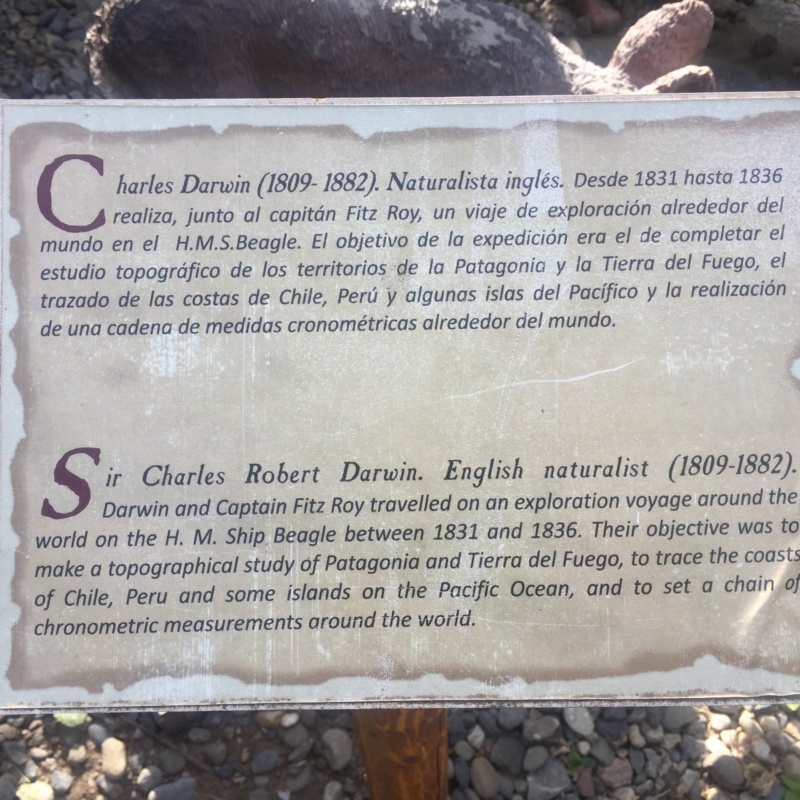 Charles Darwin (1809- 1882). Naturalista inglés. Desde 1831 hasta 1836
realiza, junto al capitán Fitz Roy, un viaje de exploración alrededor del
mundo en el H.M.S.Beagle. El objetivo de la expedición era el de completar el
estudio topográfico de los territorios de la Patagonia y la Tierra del Fuego, el
trazado de las costas de Chile, Perú y algunas islas del Pacífico y la realización
de una cadena de medidas cronométricas alrededor del mundo.
Sir Charles Robert Darwin. English naturalist (1809-1882).
Darwin and Captain Fitz Roy travelled on an exploration voyage around the
world on the H. M. Ship Beagle between 1831 and 1836. Their objective was to
make a topographical study of Patagonia and Tierra del Fuego, to trace the coasts
of Chile, Peru and some islands on the Pacific Ocean, and to set a chain of
chronometric measurements around the world.